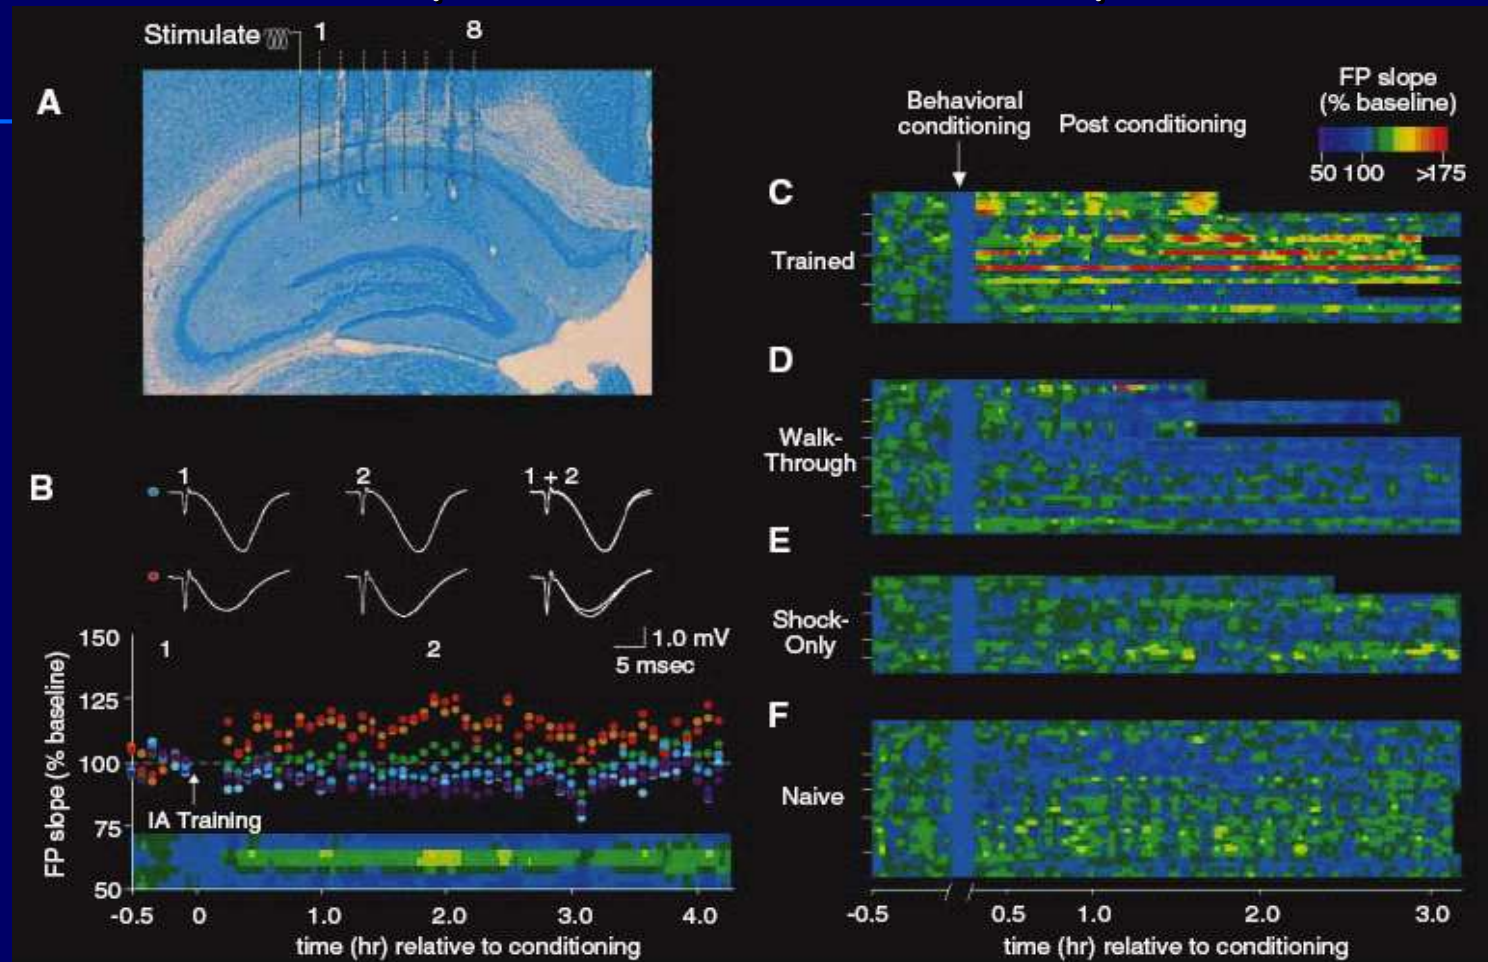 Stimulate 1 8
A
B
1 2 1 + 2
1.0 mV
5 msec
FP slope (% baseline)
150
125
100
75
50
1 2
IA Training
-0.5 0 1.0 2.0 3.0 4.0
time (hr) relative to conditioning
Behavioral
conditioning
Post conditioning
FP slope
(% baseline)
50 100 >175
C
Trained
D
Walk-
Through
E
Shock-
Only
F
Naive
-0.5 0.5 1.0 2.0 3.0
time (hr) relative to conditioning